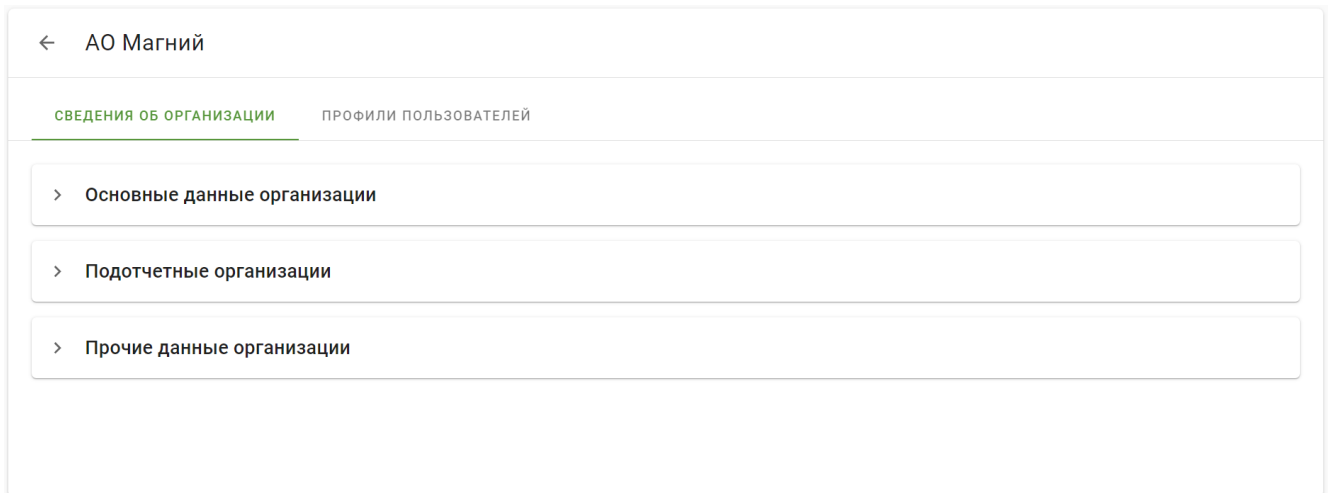 АО Магний
СВЕДЕНИЯ ОБ ОРГАНИЗАЦИИ ПРОФИЛИ ПОЛЬЗОВАТЕЛЕЙ
Основные данные организации
Подотчетные организации
Прочие данные организации